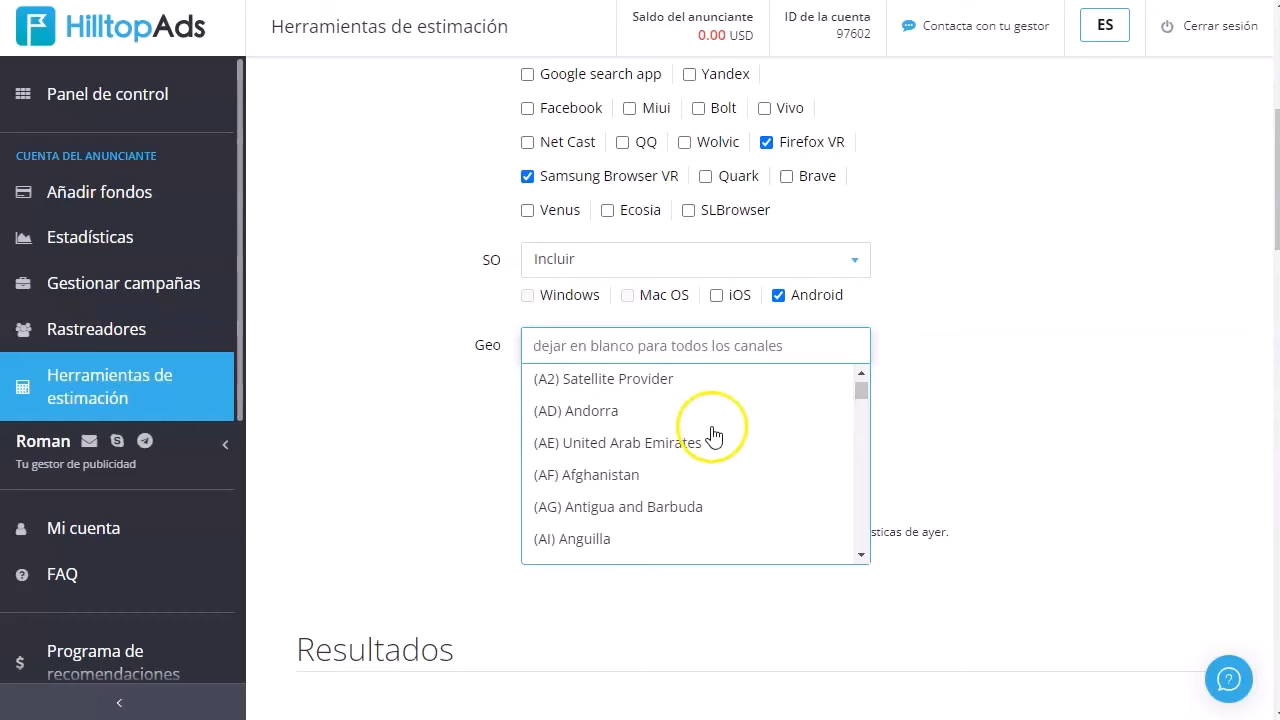 HilltopAds
Herramientas de estimación
Saldo del anunciante
0.00 USD
ID de la cuenta
97602
Contacta con tu gestor
ES
Cerrar sesión
Panel de control
CUENTA DEL ANUNCIANTE
Añadir fondos
Estadísticas
Gestionar campañas
Rastreadores
Herramientas de
estimación
Roman
Tu gestor de publicidad
Mi cuenta
FAQ
Programa de
recomendaciones
Google search app Yandex
Facebook Miui Bolt Vivo
Net Cast QQ Wolvic Firefox VR
Samsung Browser VR Quark Brave
Venus Ecosia SLBrowser
SO Incluir
Windows Mac OS iOS Android
Geo dejar en blanco para todos los canales
(A2) Satellite Provider
(AD) Andorra
(AE) United Arab Emirates
(AF) Afghanistan
(AG) Antigua and Barbuda
(AI) Anguilla
sticas de ayer.
Resultados